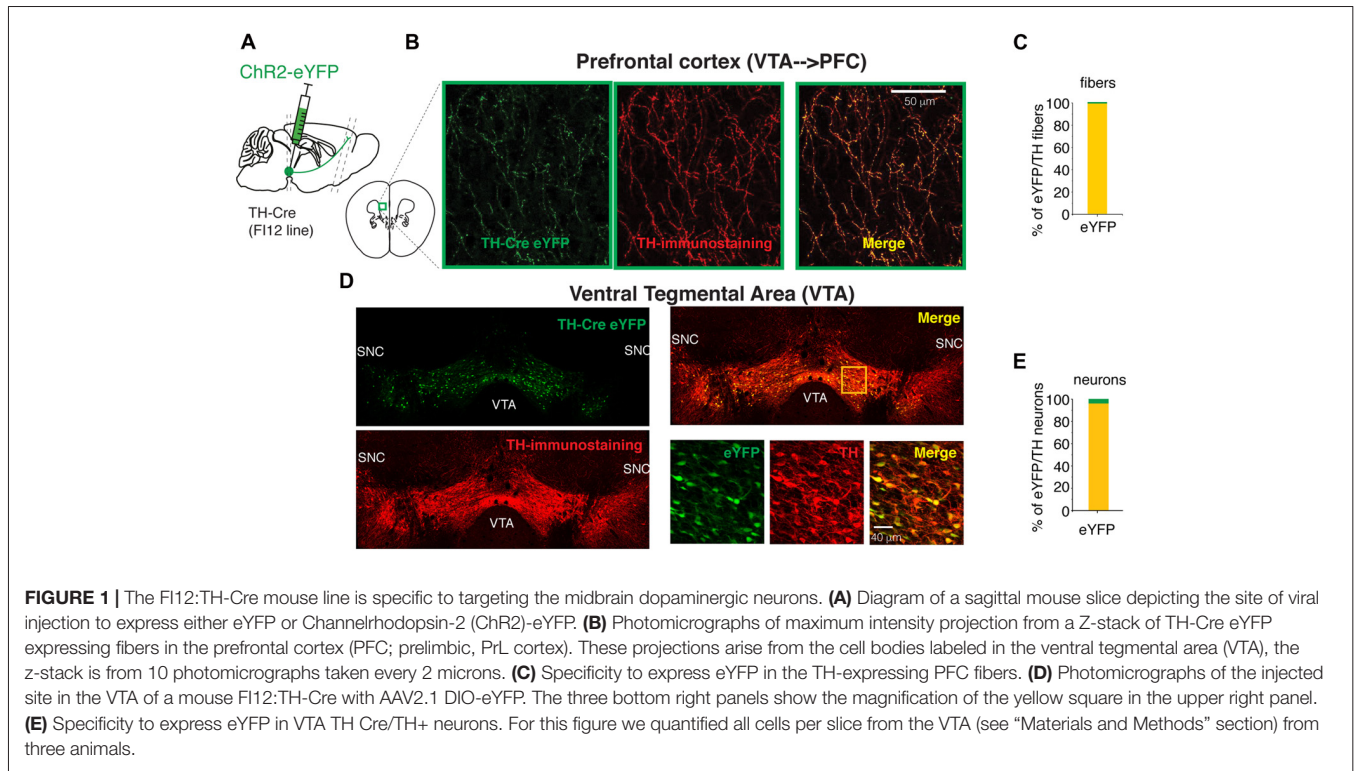 A
ChR2-eYFP
TH-Cre
(FI12 line)
B
Prefrontal cortex (VTA-->PFC)
50 μm
TH-Cre eYFP
TH-immunostaining
Merge
C
fibers
% of eYFP/TH fibers
100
80
60
40
20
0
eYFP
D
Ventral Tegmental Area (VTA)
TH-Cre eYFP
SNC
SNC
VTA
Merge
SNC
SNC
VTA
TH-immunostaining
SNC
SNC
VTA
eYFP
TH
Merge
40 μm
E
neurons
% of eYFP/TH neurons
100
80
60
40
20
0
eYFP
FIGURE 1 | The FI12:TH-Cre mouse line is specific to targeting the midbrain dopaminergic neurons. (A) Diagram of a sagittal mouse slice depicting the site of viral
injection to express either eYFP or Channelrhodopsin-2 (ChR2)-eYFP. (B) Photomicrographs of maximum intensity projection from a Z-stack of TH-Cre eYFP
expressing fibers in the prefrontal cortex (PFC; prelimbic, PrL cortex). These projections arise from the cell bodies labeled in the ventral tegmental area (VTA), the
z-stack is from 10 photomicrographs taken every 2 microns. (C) Specificity to express eYFP in the TH-expressing PFC fibers. (D) Photomicrographs of the injected
site in the VTA of a mouse FI12:TH-Cre with AAV2.1 DIO-eYFP. The three bottom right panels show the magnification of the yellow square in the upper right panel.
(E) Specificity to express eYFP in VTA TH Cre/TH+ neurons. For this figure we quantified all cells per slice from the VTA (see “Materials and Methods” section) from
three animals.